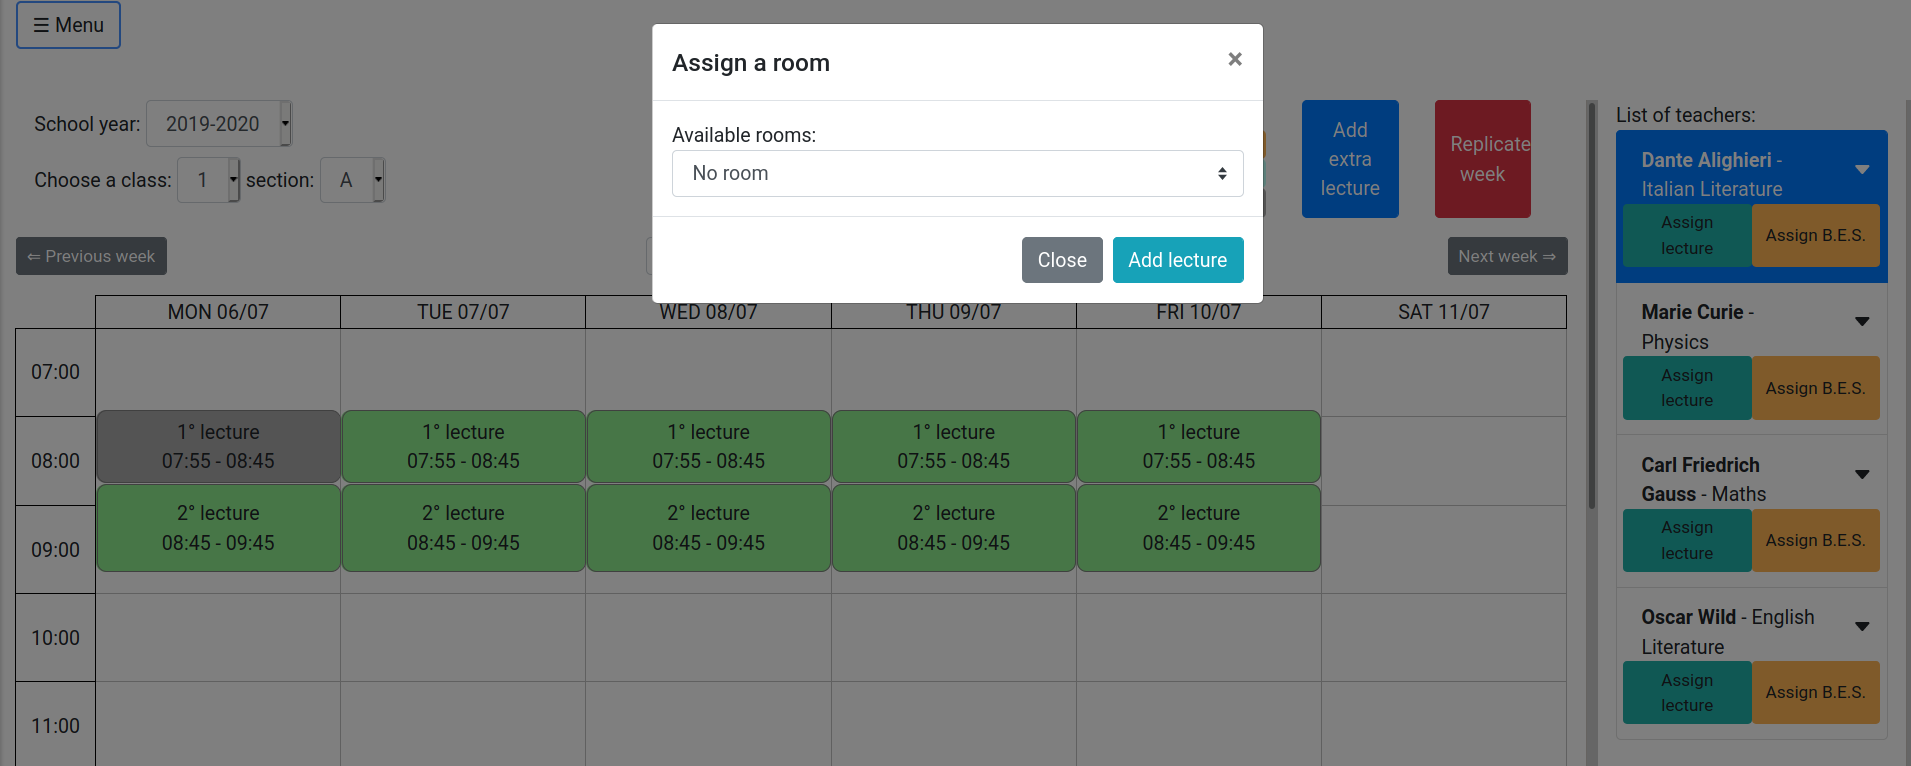 ☰ Menu
Assign a room
×
Available rooms:
No room
Close
Add lecture
School year: 2019-2020
Choose a class: 1 section: A
Add
extra
lecture
Replicate
week
⇐ Previous week
Next week ⇒
MON 06/07
TUE 07/07
WED 08/07
THU 09/07
FRI 10/07
SAT 11/07
07:00
08:00
09:00
10:00
11:00
1° lecture
07:55 - 08:45
1° lecture
07:55 - 08:45
1° lecture
07:55 - 08:45
1° lecture
07:55 - 08:45
1° lecture
07:55 - 08:45
2° lecture
08:45 - 09:45
2° lecture
08:45 - 09:45
2° lecture
08:45 - 09:45
2° lecture
08:45 - 09:45
2° lecture
08:45 - 09:45
List of teachers:
Dante Alighieri -
Italian Literature
Assign
lecture
Assign B.E.S.
Marie Curie -
Physics
Assign
lecture
Assign B.E.S.
Carl Friedrich
Gauss - Maths
Assign
lecture
Assign B.E.S.
Oscar Wild - English
Literature
Assign
lecture
Assign B.E.S.